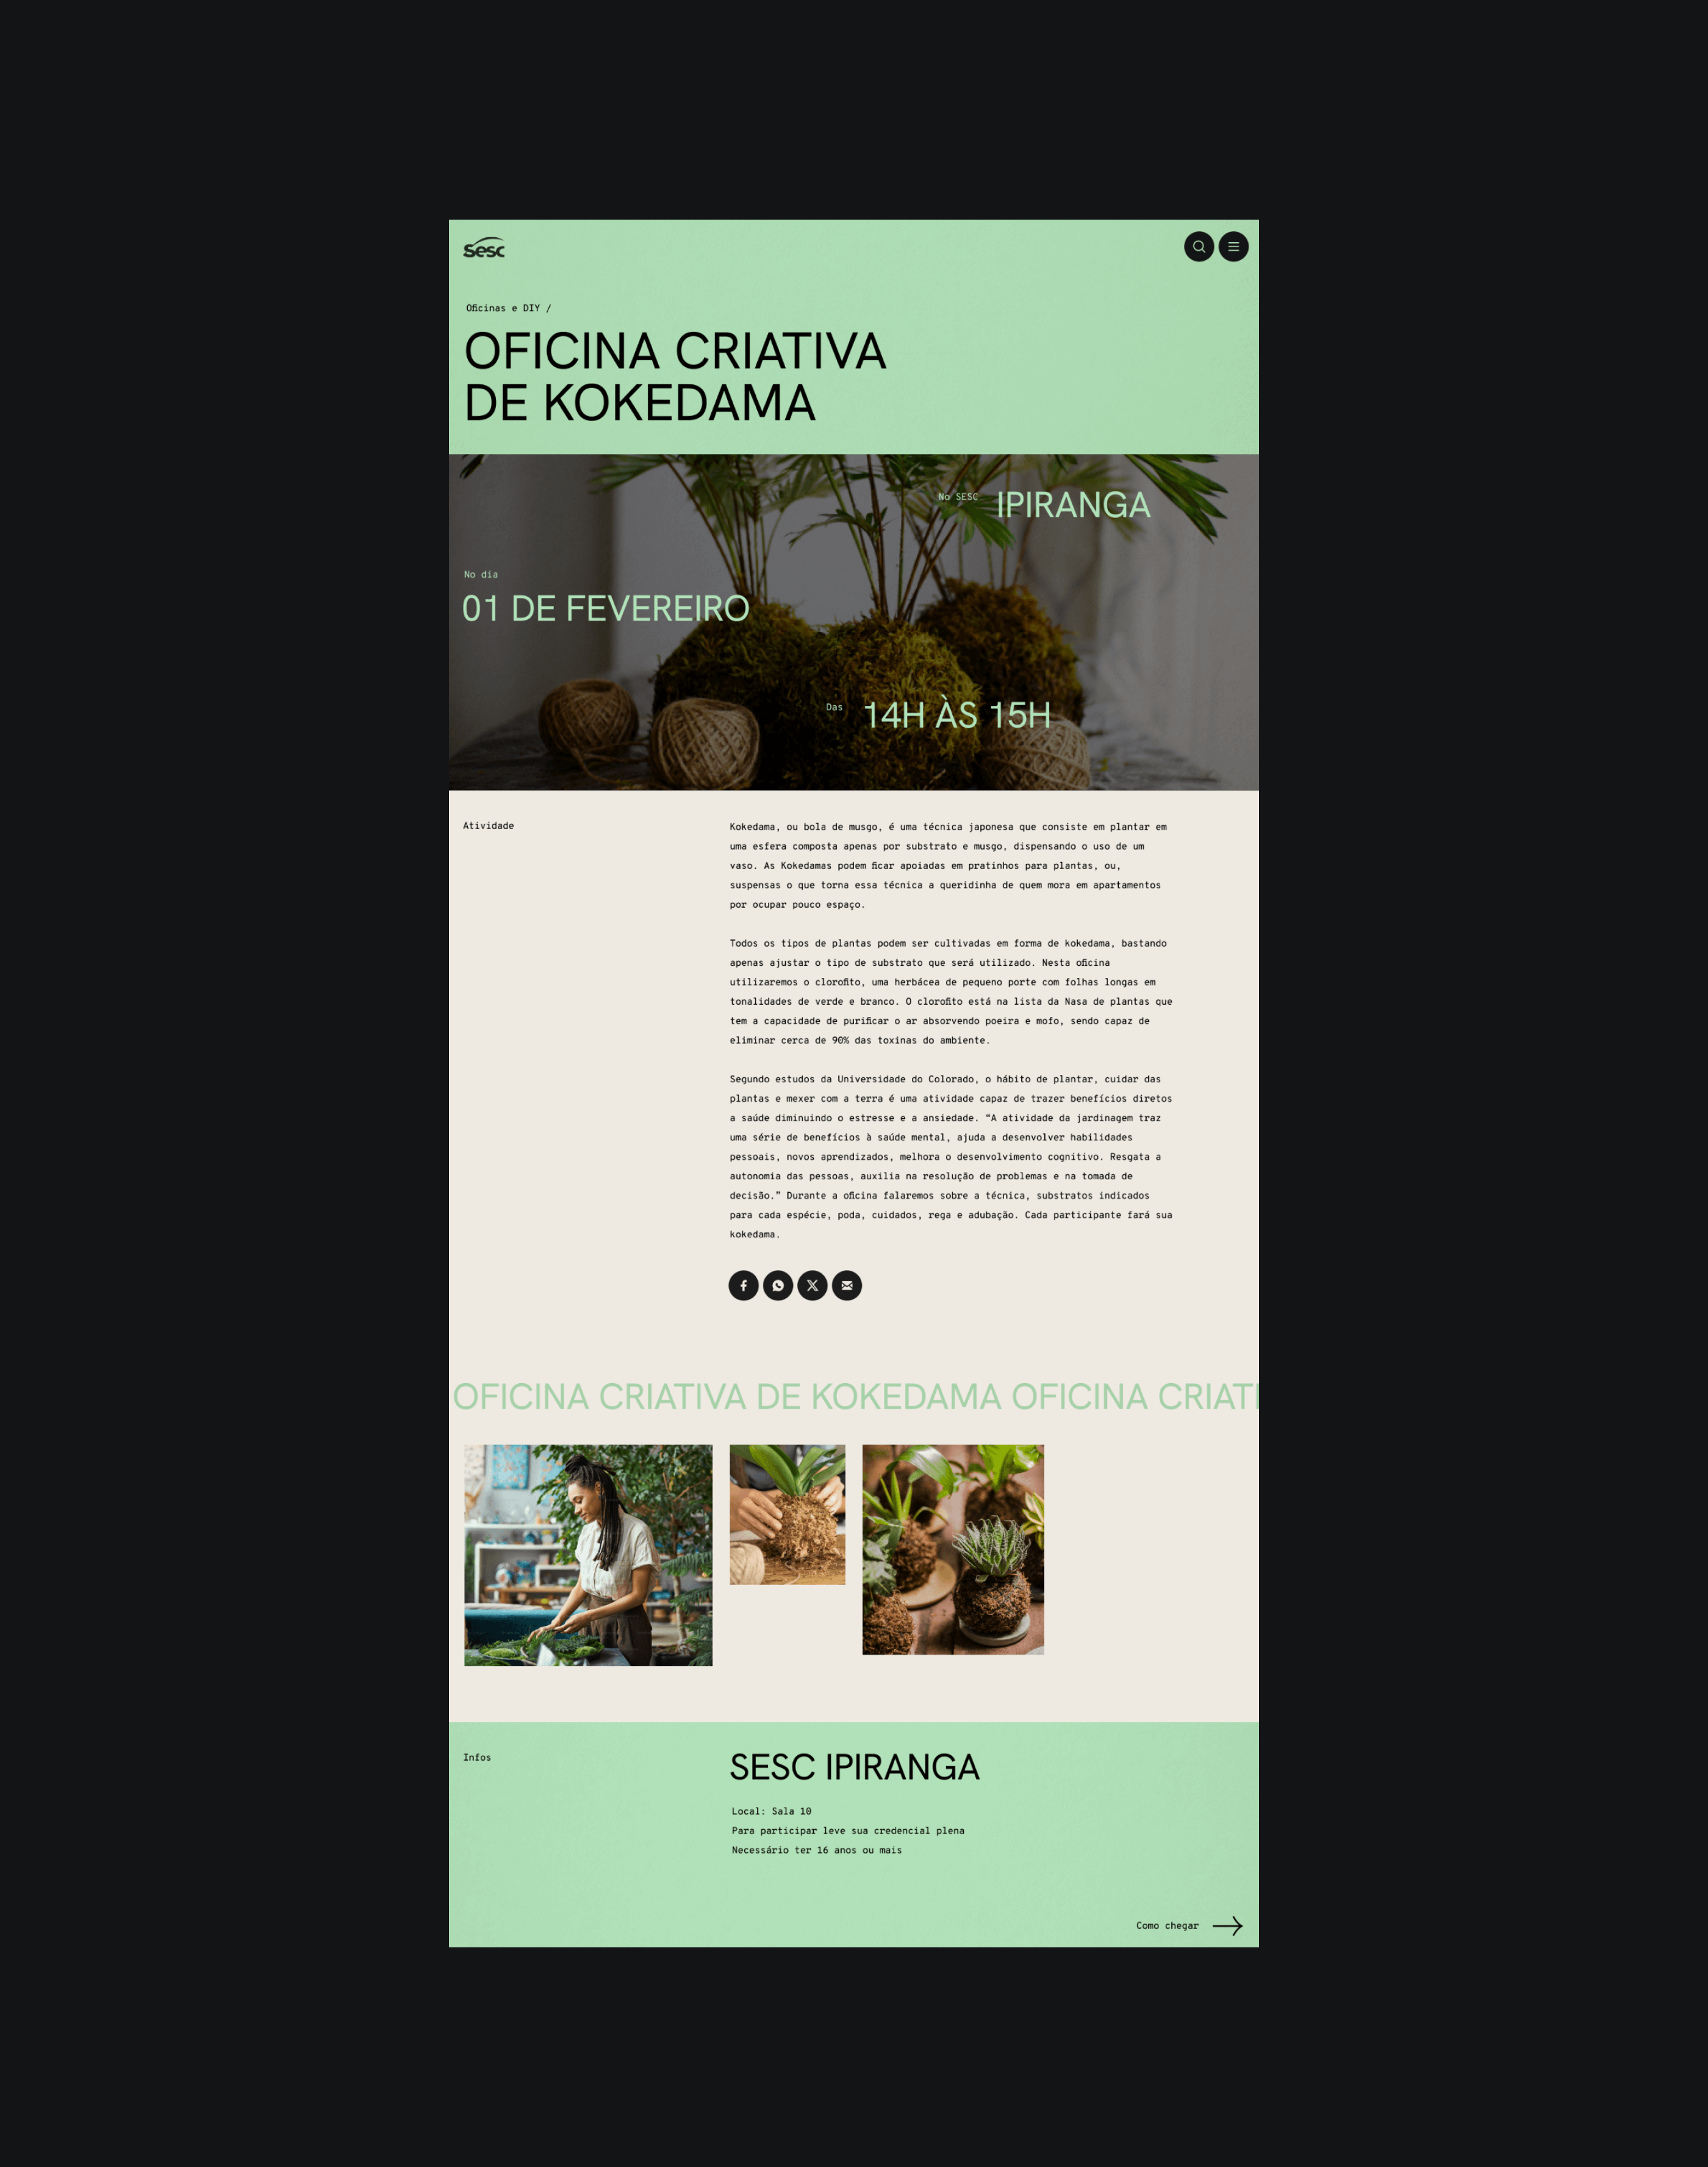 Sesc
Oficinas e DIY /
OFICINA CRIATIVA
DE KOKEDAMA
No SESC IPIRANGA
No dia
01 DE FEVEREIRO
Das 14H ÀS 15H
Atividade
Kokedama, ou bola de musgo, é uma técnica japonesa que consiste em plantar em
uma esfera composta apenas por substrato e musgo, dispensando o uso de um
vaso. As Kokedamas podem ficar apoiadas em pratinhos para plantas, ou,
suspensas o que torna essa técnica a queridinha de quem mora em apartamentos
por ocupar pouco espaço.
Todos os tipos de plantas podem ser cultivadas em forma de kokedama, bastando
apenas ajustar o tipo de substrato que será utilizado. Nesta oficina
utilizaremos o clorofito, uma herbácea de pequeno porte com folhas longas em
tonalidades de verde e branco. O clorofito está na lista da Nasa de plantas que
tem a capacidade de purificar o ar absorvendo poeira e mofo, sendo capaz de
eliminar cerca de 90% das toxinas do ambiente.
Segundo estudos da Universidade do Colorado, o hábito de plantar, cuidar das
plantas e mexer com a terra é uma atividade capaz de trazer benefícios diretos
a saúde diminuindo o estresse e a ansiedade. “A atividade da jardinagem traz
uma série de benefícios à saúde mental, ajuda a desenvolver habilidades
pessoais, novos aprendizados, melhora o desenvolvimento cognitivo. Resgata a
autonomia das pessoas, auxilia na resolução de problemas e na tomada de
decisão.” Durante a oficina falaremos sobre a técnica, substratos indicados
para cada espécie, poda, cuidados, rega e adubação. Cada participante fará sua
kokedama.
OFICINA CRIATIVA DE KOKEDAMA OFICINA CRIATI
Infos
SESC IPIRANGA
Local: Sala 10
Para participar leve sua credencial plena
Necessário ter 16 anos ou mais
Como chegar